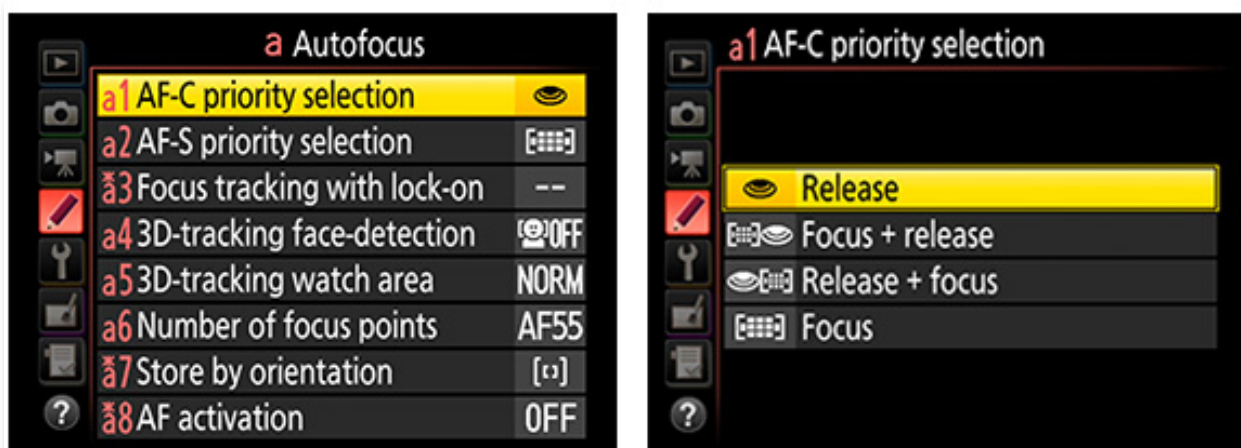 a Autofocus
a1 AF-C priority selection
a2 AF-S priority selection
a3 Focus tracking with lock-on --
a4 3D-tracking face-detection OFF
a5 3D-tracking watch area NORM
a6 Number of focus points AF55
a7 Store by orientation
a8 AF activation OFF
?
a1 AF-C priority selection
Release
Focus + release
Release + focus
Focus
?